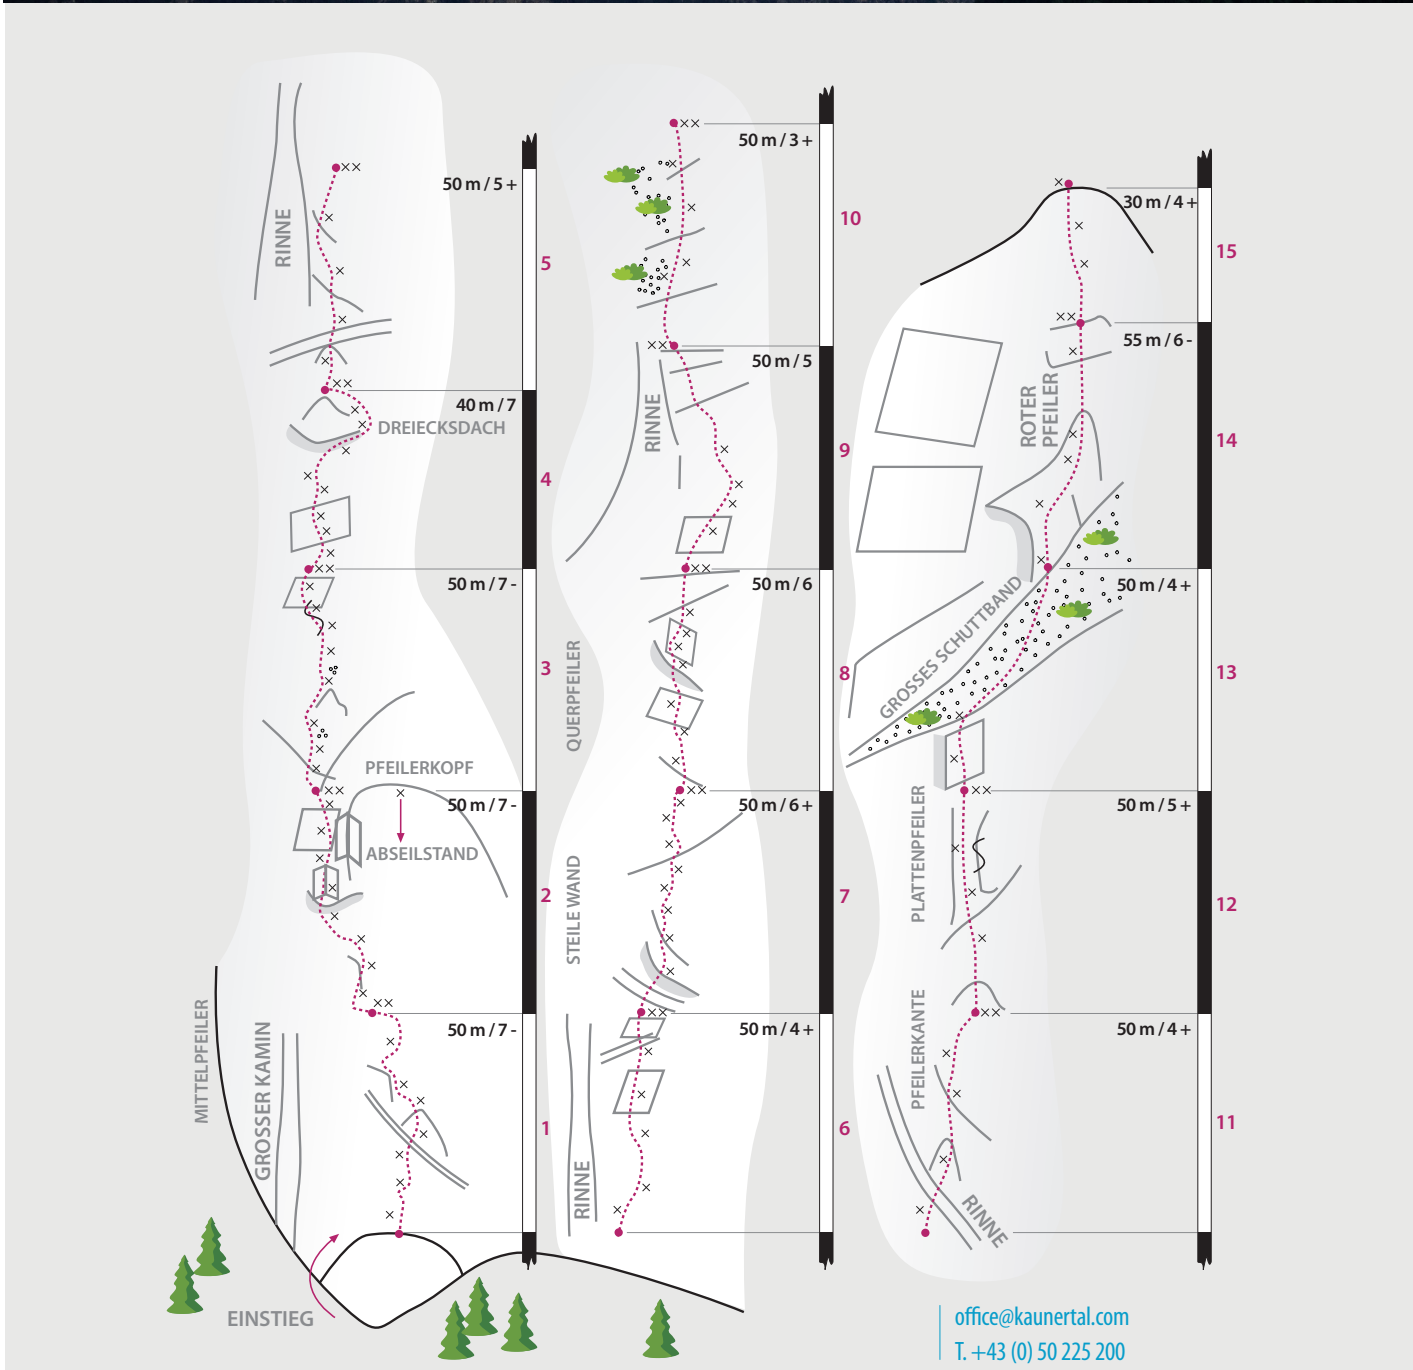 50 m / 5 +
RINNE
5
40 m / 7
DREIECKSDACH
4
50 m / 7 -
3
PFEILERKOPF
50 m / 7 -
ABSEILSTAND
2
MITTELPFEILER
GROSSER KAMIN
50 m / 7 -
1
EINSTIEG
50 m / 3 +
10
50 m / 5
RINNE
9
50 m / 6
QUERPFEILER
8
50 m / 6 +
STEILE WAND
7
50 m / 4 +
6
RINNE
30 m / 4 +
15
55 m / 6 -
ROTER
PFEILER
14
50 m / 4 +
GROSSES SCHUTTBAND
13
50 m / 5 +
PLATTENPFEILER
12
50 m / 4 +
PFEILERKANTE
11
RINNE
office@kaunertal.com
T. +43 (0) 50 225 200